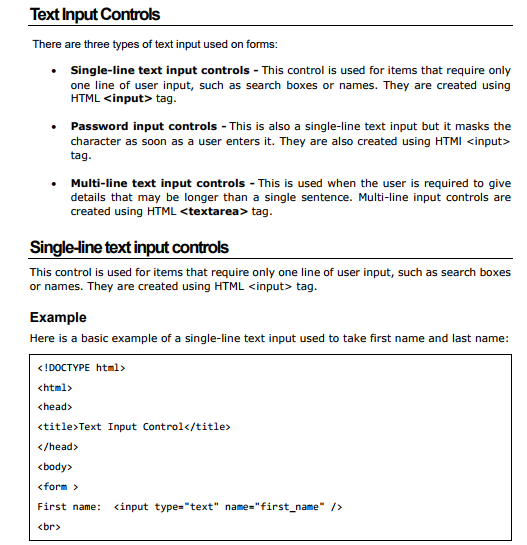 Text Input Controls
There are three types of text input used on forms:
• Single-line text input controls - This control is used for items that require only
one line of user input, such as search boxes or names. They are created using
HTML <input> tag.
• Password input controls - This is also a single-line text input but it masks the
character as soon as a user enters it. They are also created using HTMl <input>
tag.
• Multi-line text input controls - This is used when the user is required to give
details that may be longer than a single sentence. Multi-line input controls are
created using HTML <textarea> tag.
Single-line text input controls
This control is used for items that require only one line of user input, such as search boxes
or names. They are created using HTML <input> tag.
Example
Here is a basic example of a single-line text input used to take first name and last name:
<!DOCTYPE html>
<html>
<head>
<title>Text Input Control</title>
</head>
<body>
<form >
First name:  <input type="text" name="first_name" />
<br>